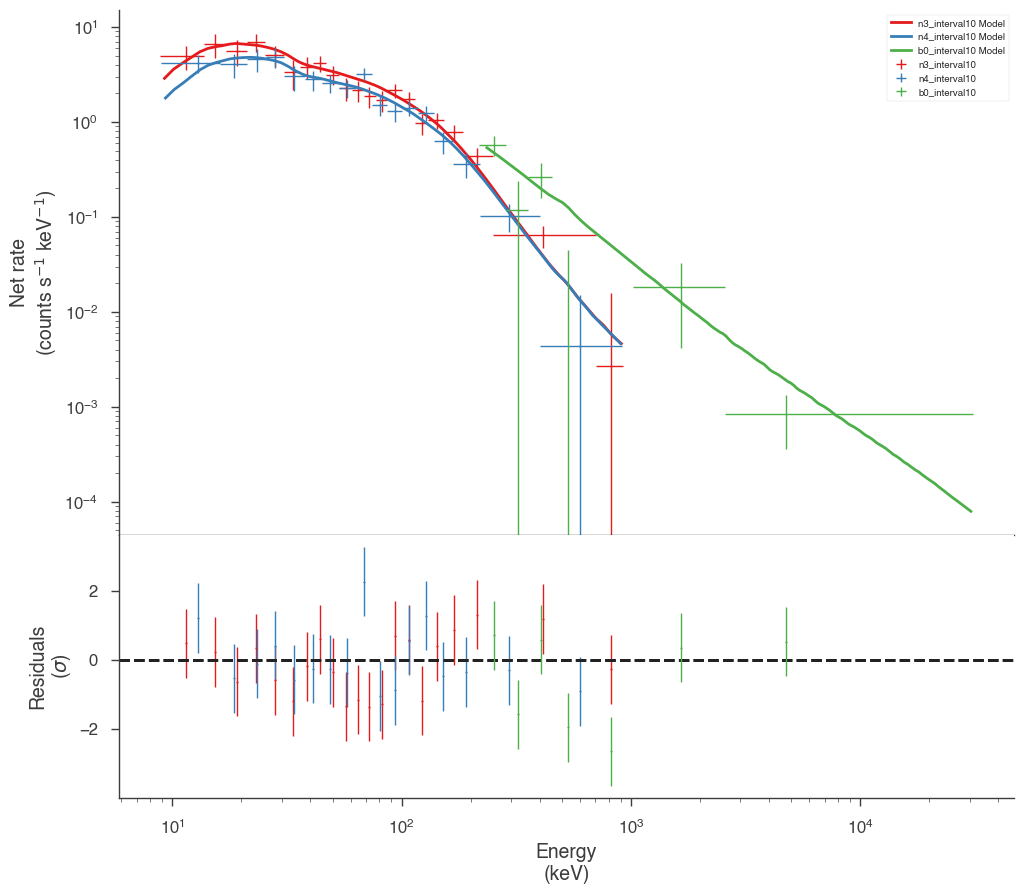 n3_interval10 Model
n4_interval10 Model
b0_interval10 Model
n3_interval10
n4_interval10
b0_interval10
Net rate
(counts s⁻¹ keV⁻¹)
10¹
10⁰
10⁻¹
10⁻²
10⁻³
10⁻⁴
Residuals
(σ)
2
0
−2
10¹ 10² 10³ 10⁴
Energy
(keV)